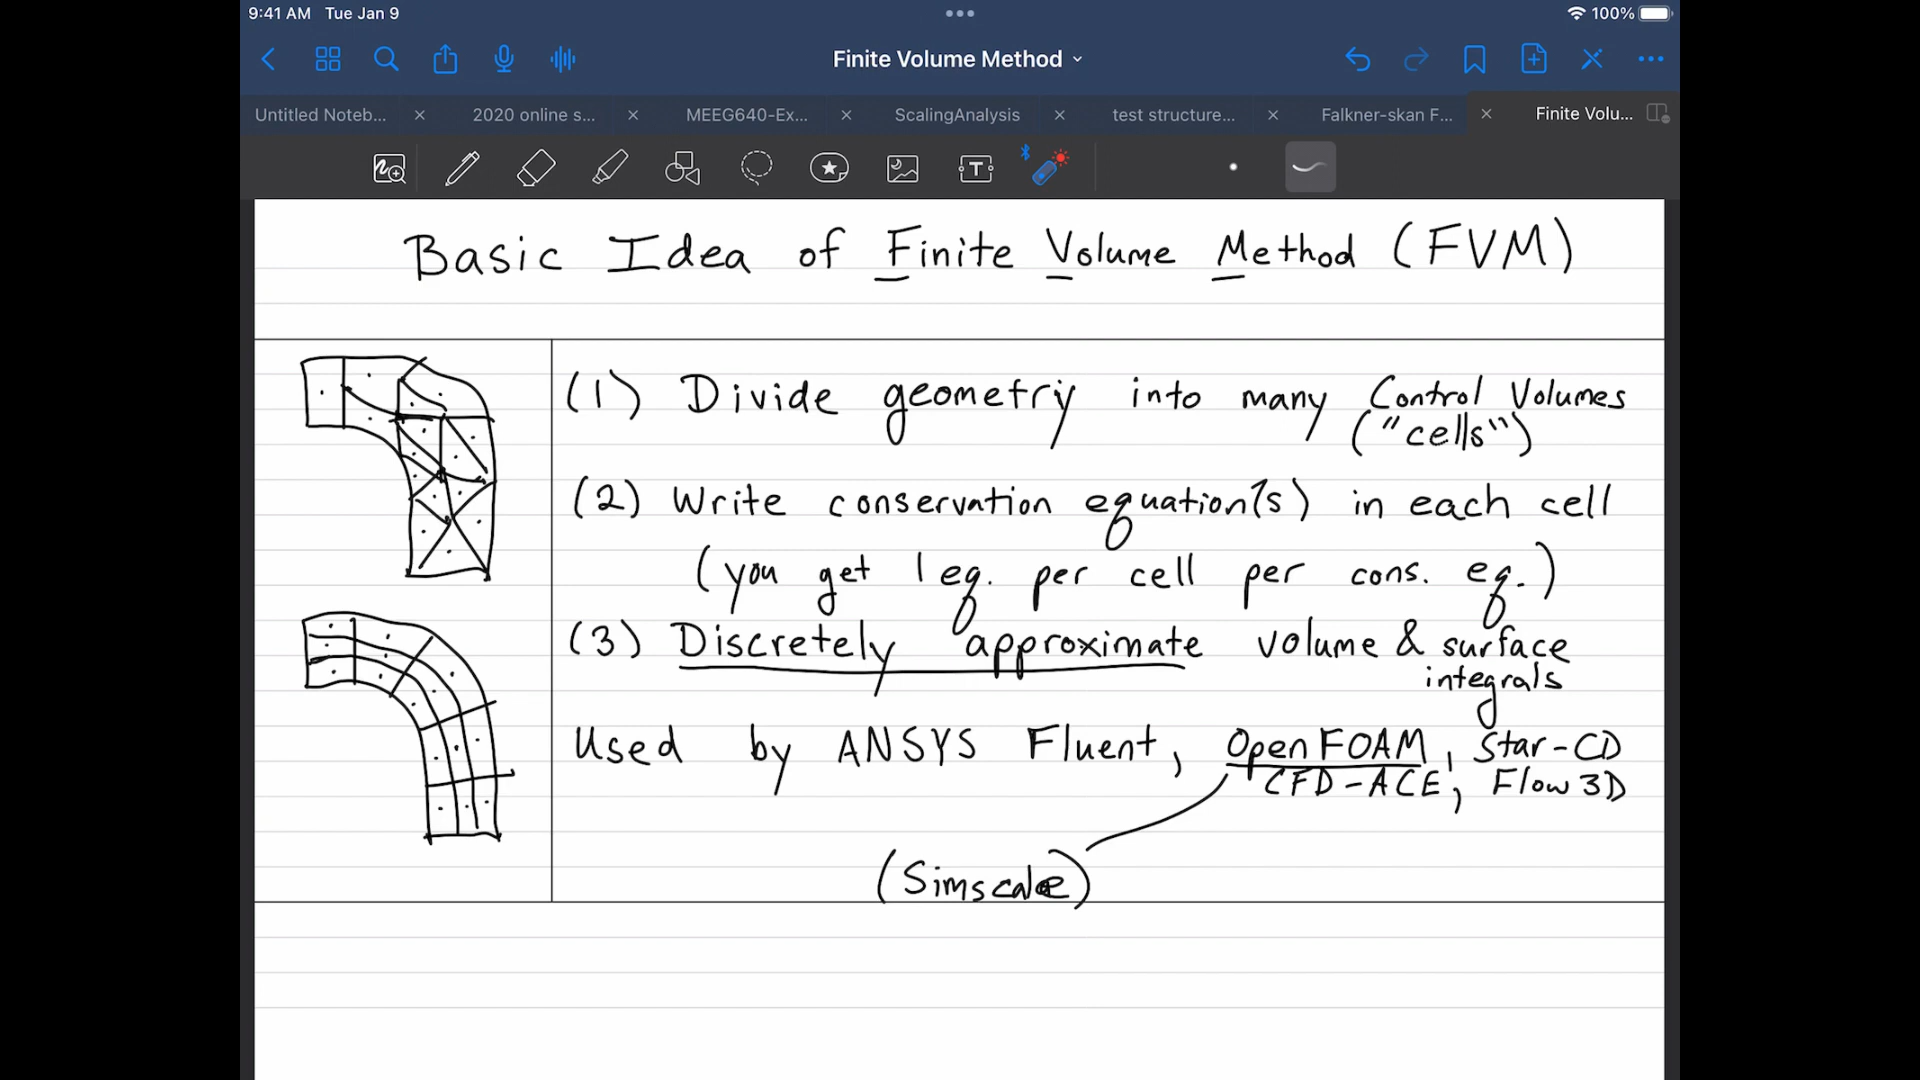 9:41 AM Tue Jan 9
100%
Finite Volume Method
Untitled Noteb... 2020 online s... MEEG640-Ex... ScalingAnalysis test structure... Falkner-skan F... Finite Volu...
T
Basic Idea of Finite Volume Method (FVM)
(1) Divide geometry into many Control Volumes
("cells")
(2) Write conservation equation(s) in each cell
(you get 1 eq. per cell per cons. eq.)
(3) Discretely approximate volume & surface
integrals
Used by ANSYS Fluent, OpenFOAM, Star-CD
CFD-ACE, Flow 3D
(Simscale)